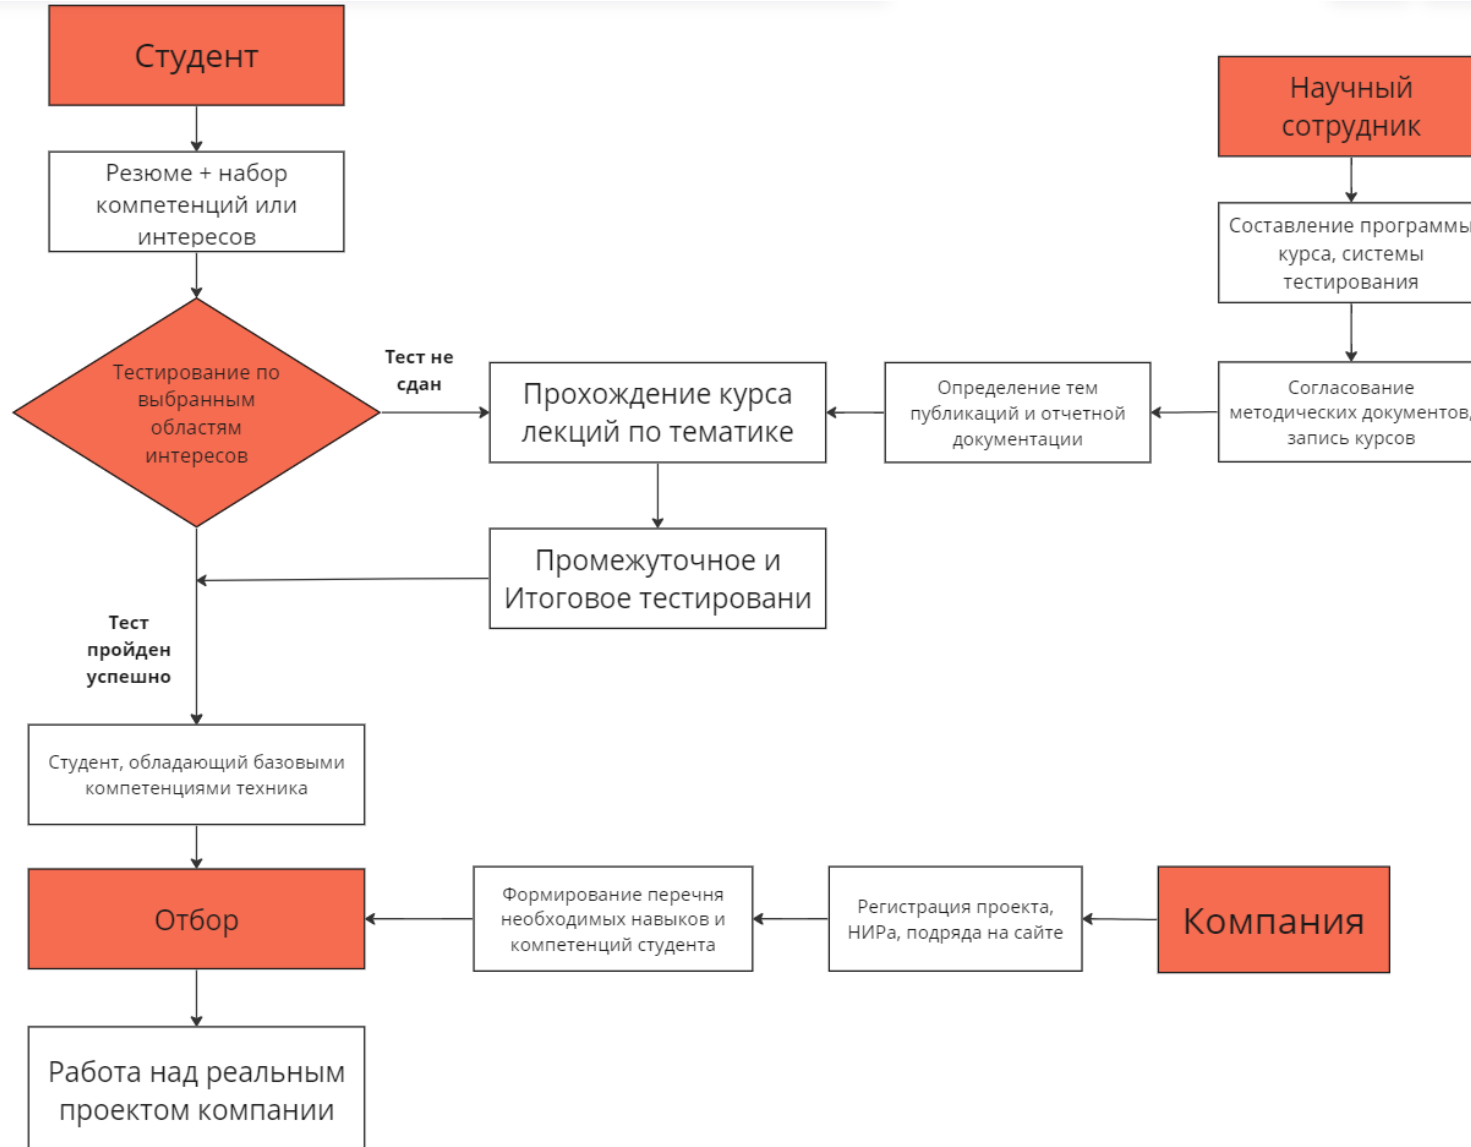 Студент
Научный
сотрудник
Резюме + набор
компетенций или
интересов
Составление программы
курса, системы
тестирования
Тестирование по
выбранным
областям
интересов
Тест не
сдан
Прохождение курса
лекций по тематике
Определение тем
публикаций и отчетной
документации
Согласование
методических документов,
запись курсов
Промежуточное и
Итоговое тестировани
Тест
пройден
успешно
Студент, обладающий базовыми
компетенциями техника
Отбор
Формирование перечня
необходимых навыков и
компетенций студента
Регистрация проекта,
НИРа, подряда на сайте
Компания
Работа над реальным
проектом компании